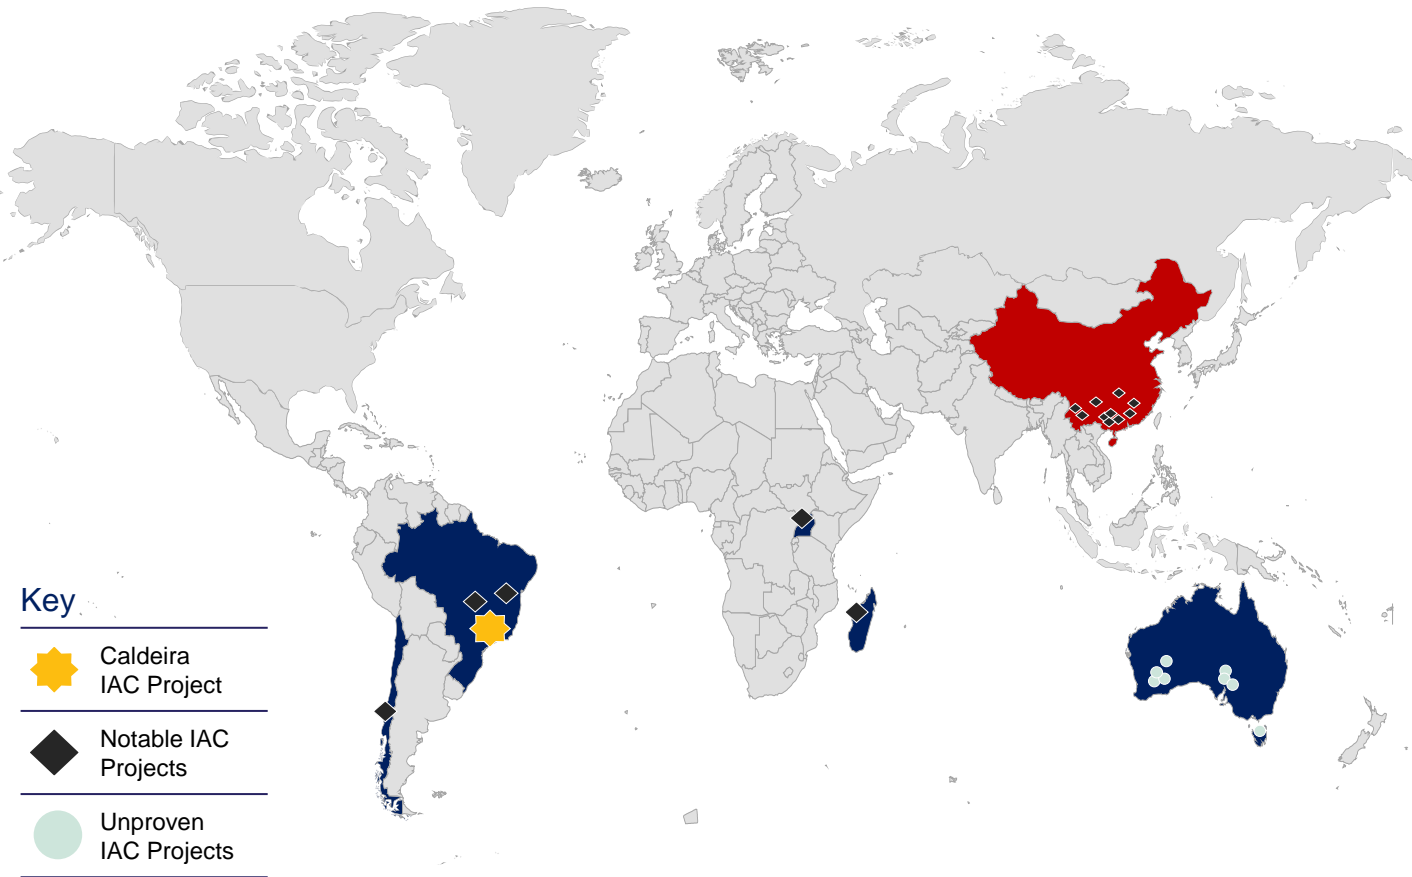 Key
Caldeira
IAC Project
Notable IAC
Projects
Unproven
IAC Projects